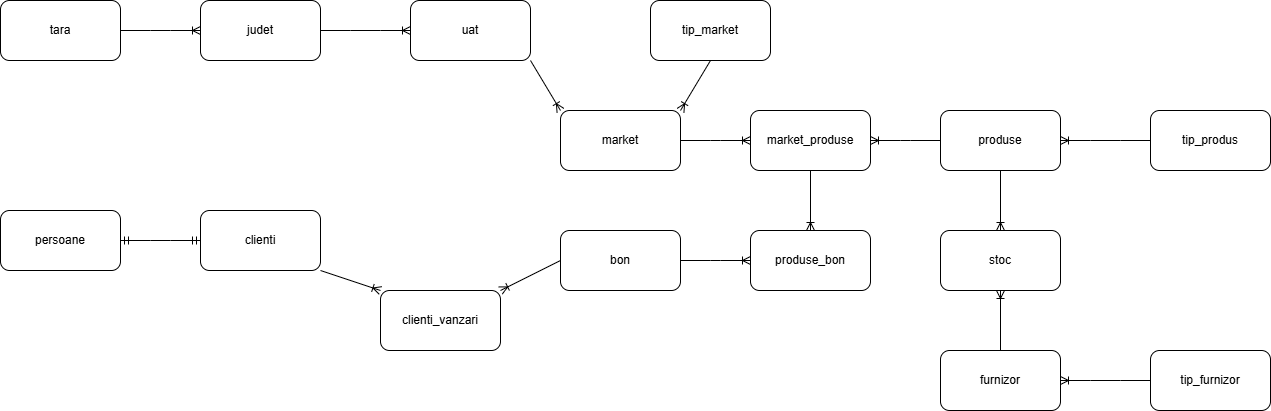 tara
judet
uat
tip_market
market
market_produse
produse
tip_produs
persoane
clienti
bon
produse_bon
stoc
clienti_vanzari
furnizor
tip_furnizor